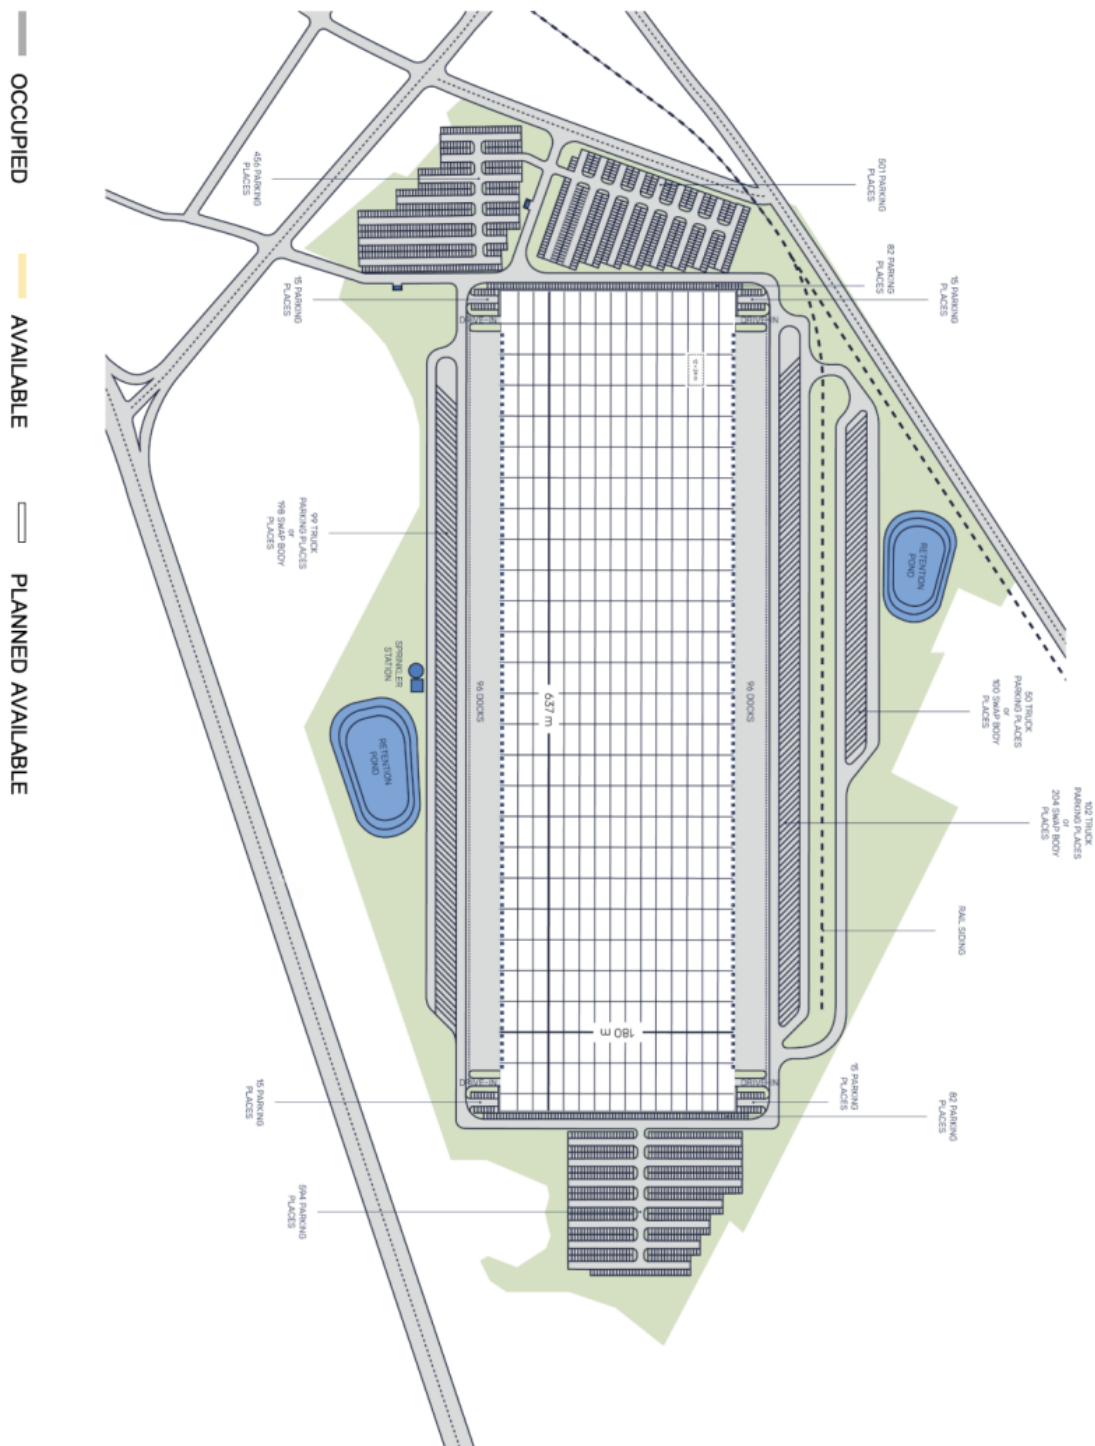 OCCUPIED
AVAILABLE
PLANNED AVAILABLE
456 PARKING
PLACES
501 PARKING
PLACES
82 PARKING
PLACES
15 PARKING
PLACES
15 PARKING
PLACES
DRIVE-IN
DRIVE-IN
12 x 24 m
99 TRUCK
PARKING PLACES
or
198 SWAP BODY
PLACES
RETENTION
POND
SPRINKLER
STATION
96 DOCKS
637 m
96 DOCKS
50 TRUCK
PARKING PLACES
or
100 SWAP BODY
PLACES
RETENTION
POND
102 TRUCK
PARKING PLACES
or
204 SWAP BODY
PLACES
RAIL SIDING
180 m
DRIVE-IN
DRIVE-IN
15 PARKING
PLACES
15 PARKING
PLACES
82 PARKING
PLACES
594 PARKING
PLACES